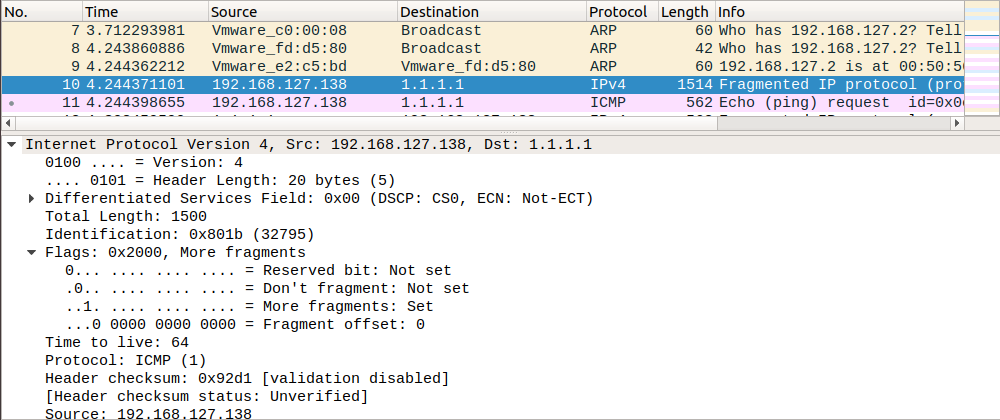 No. Time Source Destination Protocol Length Info
7 3.712293981 Vmware_c0:00:08 Broadcast ARP 60 Who has 192.168.127.2? Tell
8 4.243860886 Vmware_fd:d5:80 Broadcast ARP 42 Who has 192.168.127.2? Tell
9 4.244362212 Vmware_e2:c5:bd Vmware_fd:d5:80 ARP 60 192.168.127.2 is at 00:50:5
10 4.244371101 192.168.127.138 1.1.1.1 IPv4 1514 Fragmented IP protocol (pro
11 4.244398655 192.168.127.138 1.1.1.1 ICMP 562 Echo (ping) request id=0x0
Internet Protocol Version 4, Src: 192.168.127.138, Dst: 1.1.1.1
0100 .... = Version: 4
.... 0101 = Header Length: 20 bytes (5)
Differentiated Services Field: 0x00 (DSCP: CS0, ECN: Not-ECT)
Total Length: 1500
Identification: 0x801b (32795)
Flags: 0x2000, More fragments
0... .... .... .... = Reserved bit: Not set
.0.. .... .... .... = Don't fragment: Not set
..1. .... .... .... = More fragments: Set
...0 0000 0000 0000 = Fragment offset: 0
Time to live: 64
Protocol: ICMP (1)
Header checksum: 0x92d1 [validation disabled]
[Header checksum status: Unverified]
Source: 192.168.127.138